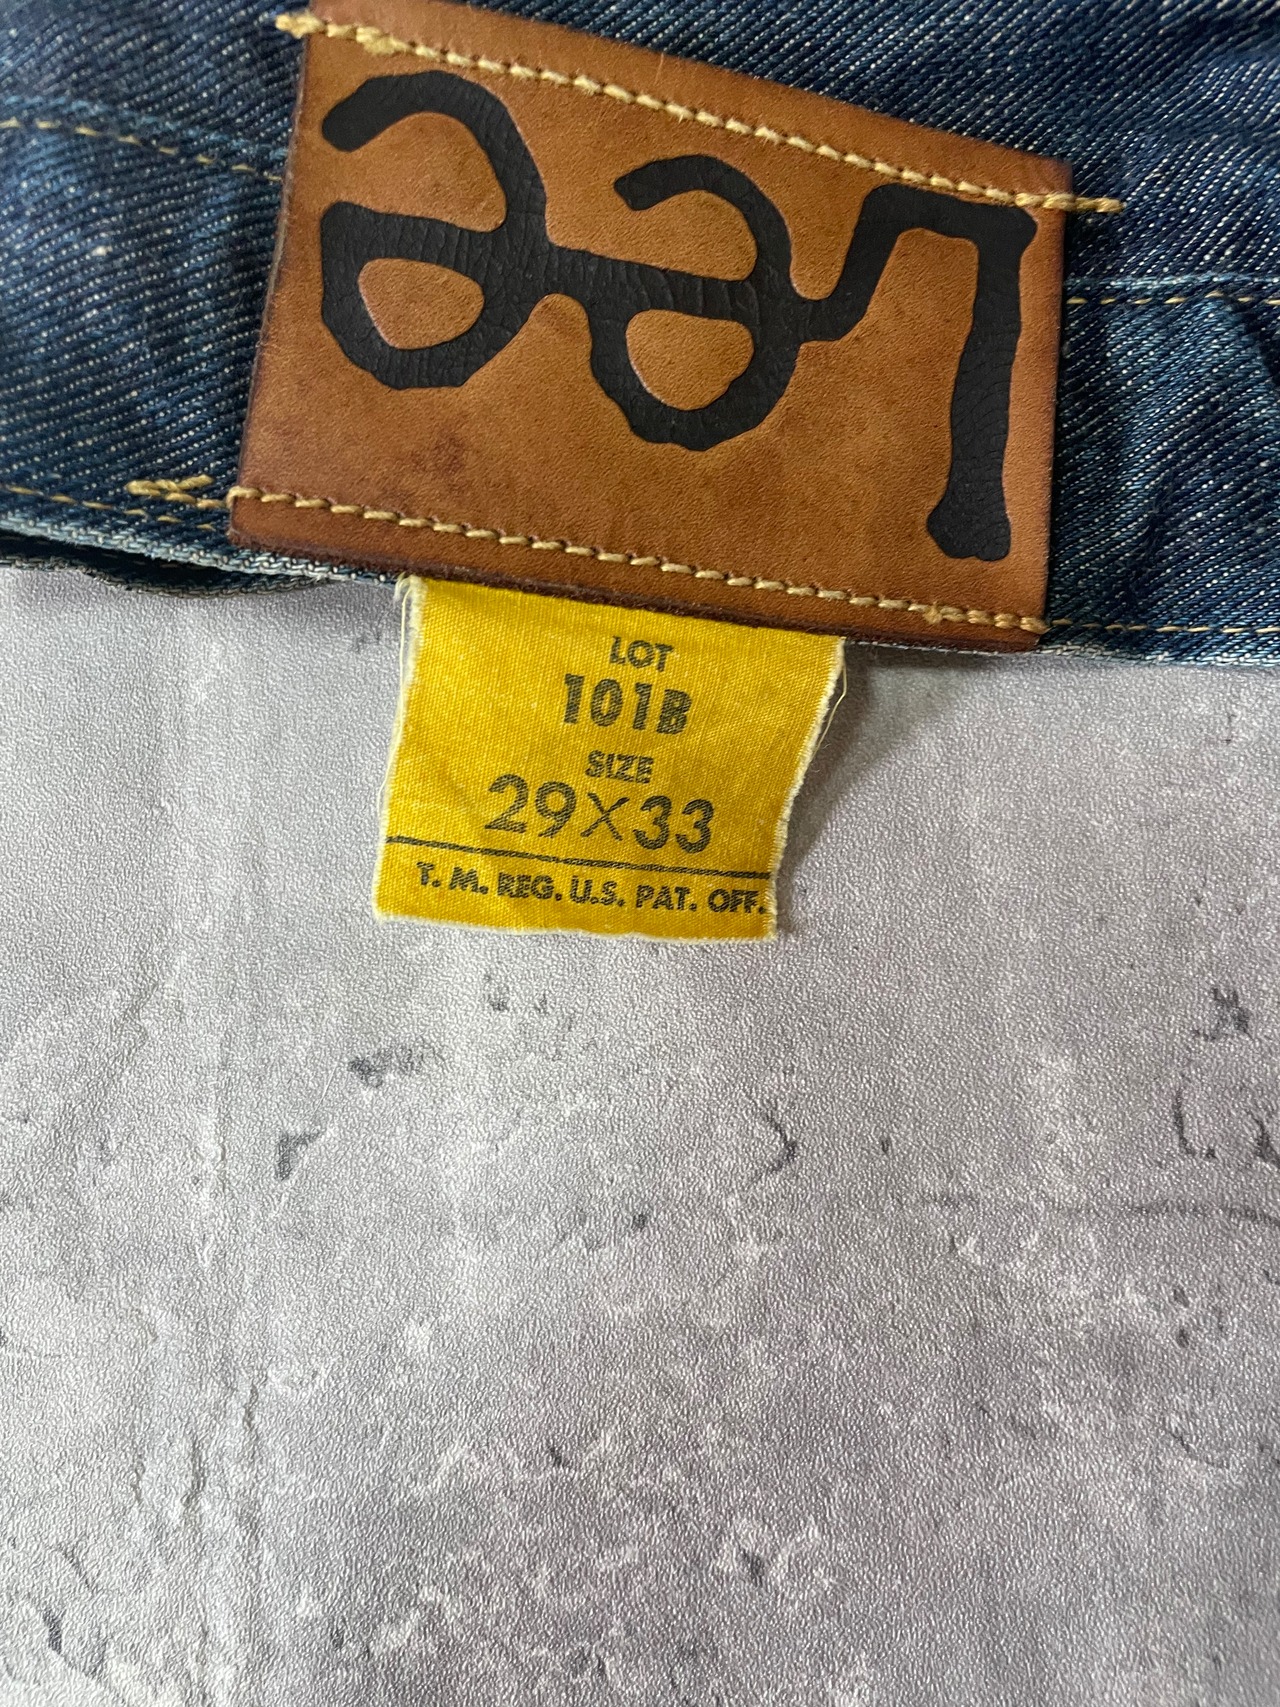 Lee
LOT
101B
SIZE
29X33
T. M. REG. U.S. PAT. OFF.